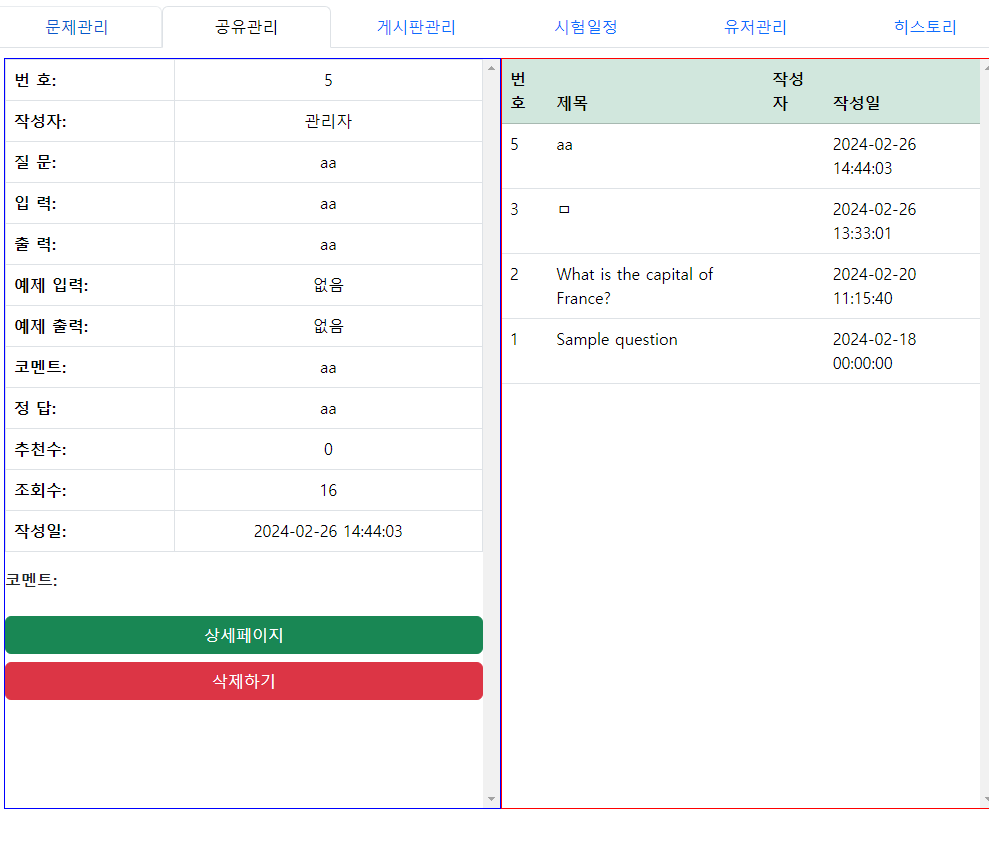 문제관리 공유관리 게시판관리 시험일정 유저관리 히스토리
번 호: 5
작성자: 관리자
질 문: aa
입 력: aa
출 력: aa
예제 입력: 없음
예제 출력: 없음
코멘트: aa
정 답: aa
추천수: 0
조회수: 16
작성일: 2024-02-26 14:44:03
코멘트:
상세페이지
삭제하기
번 작성
호 제목 자 작성일
5 aa 2024-02-26
14:44:03
3 ㅁ 2024-02-26
13:33:01
2 What is the capital of 2024-02-20
France? 11:15:40
1 Sample question 2024-02-18
00:00:00